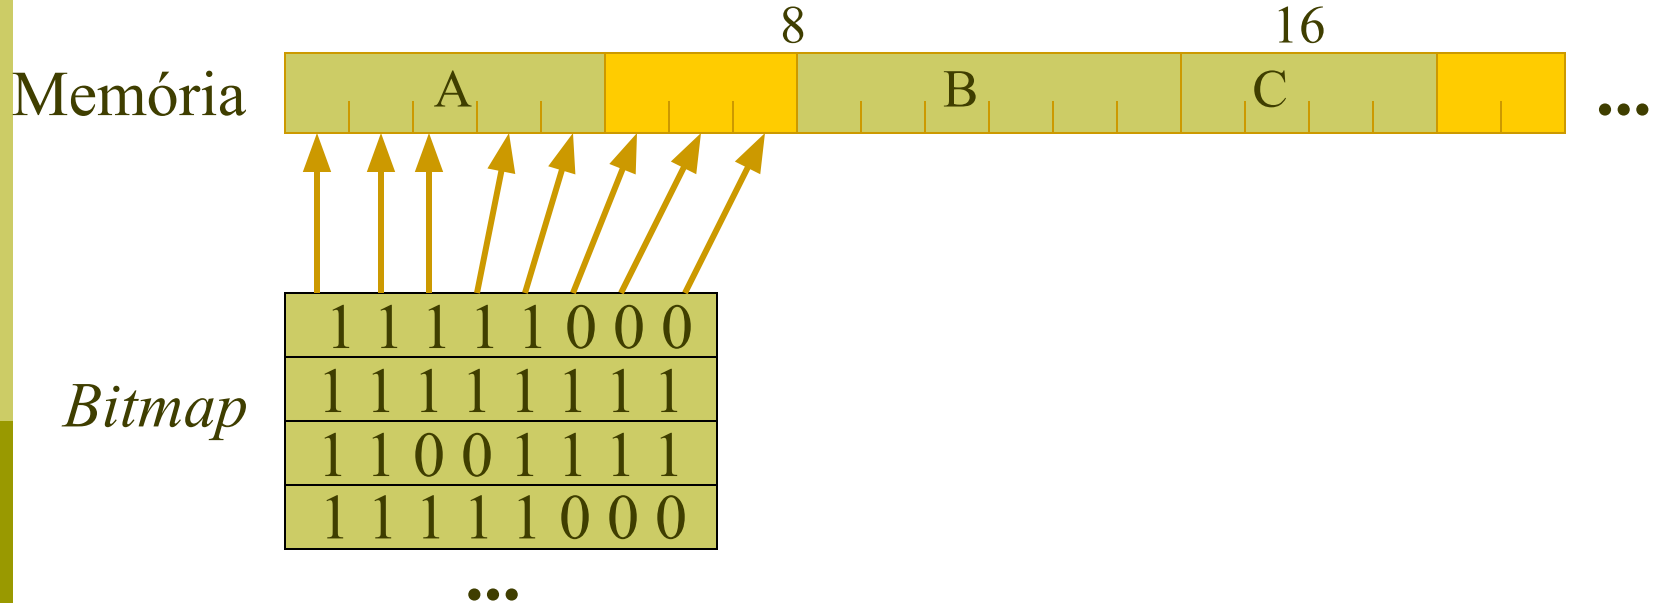 8 16
Memória A B C ...
1 1 1 1 1 0 0 0
1 1 1 1 1 1 1 1
Bitmap
1 1 0 0 1 1 1 1
1 1 1 1 1 0 0 0
...